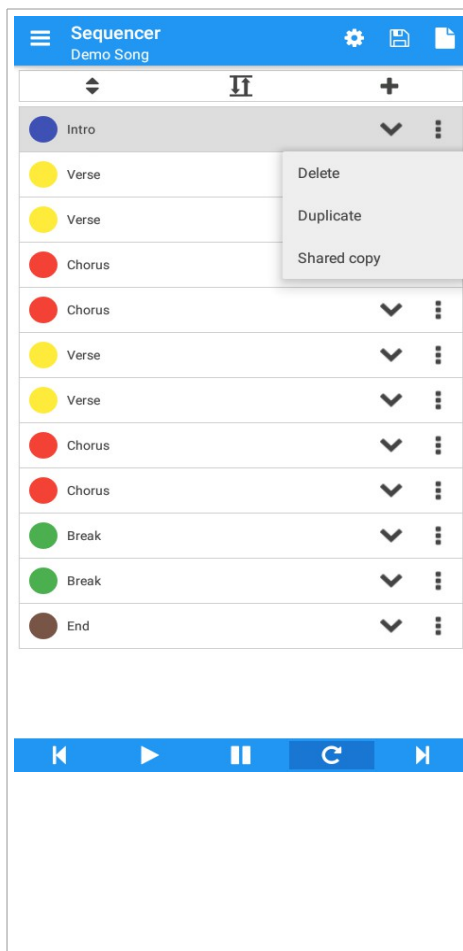 Sequencer
Demo Song
Intro
Verse
Delete
Verse
Duplicate
Chorus
Shared copy
Chorus
Verse
Verse
Chorus
Chorus
Break
Break
End